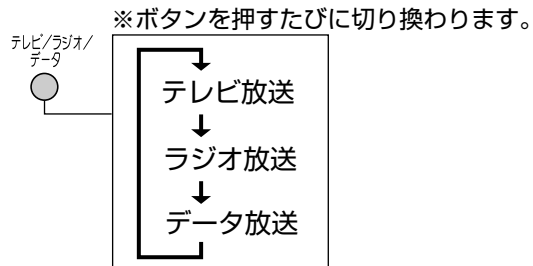 ※ボタンを押すたびに切り換わります。
テレビ/ラジオ/
データ
テレビ放送
ラジオ放送
データ放送